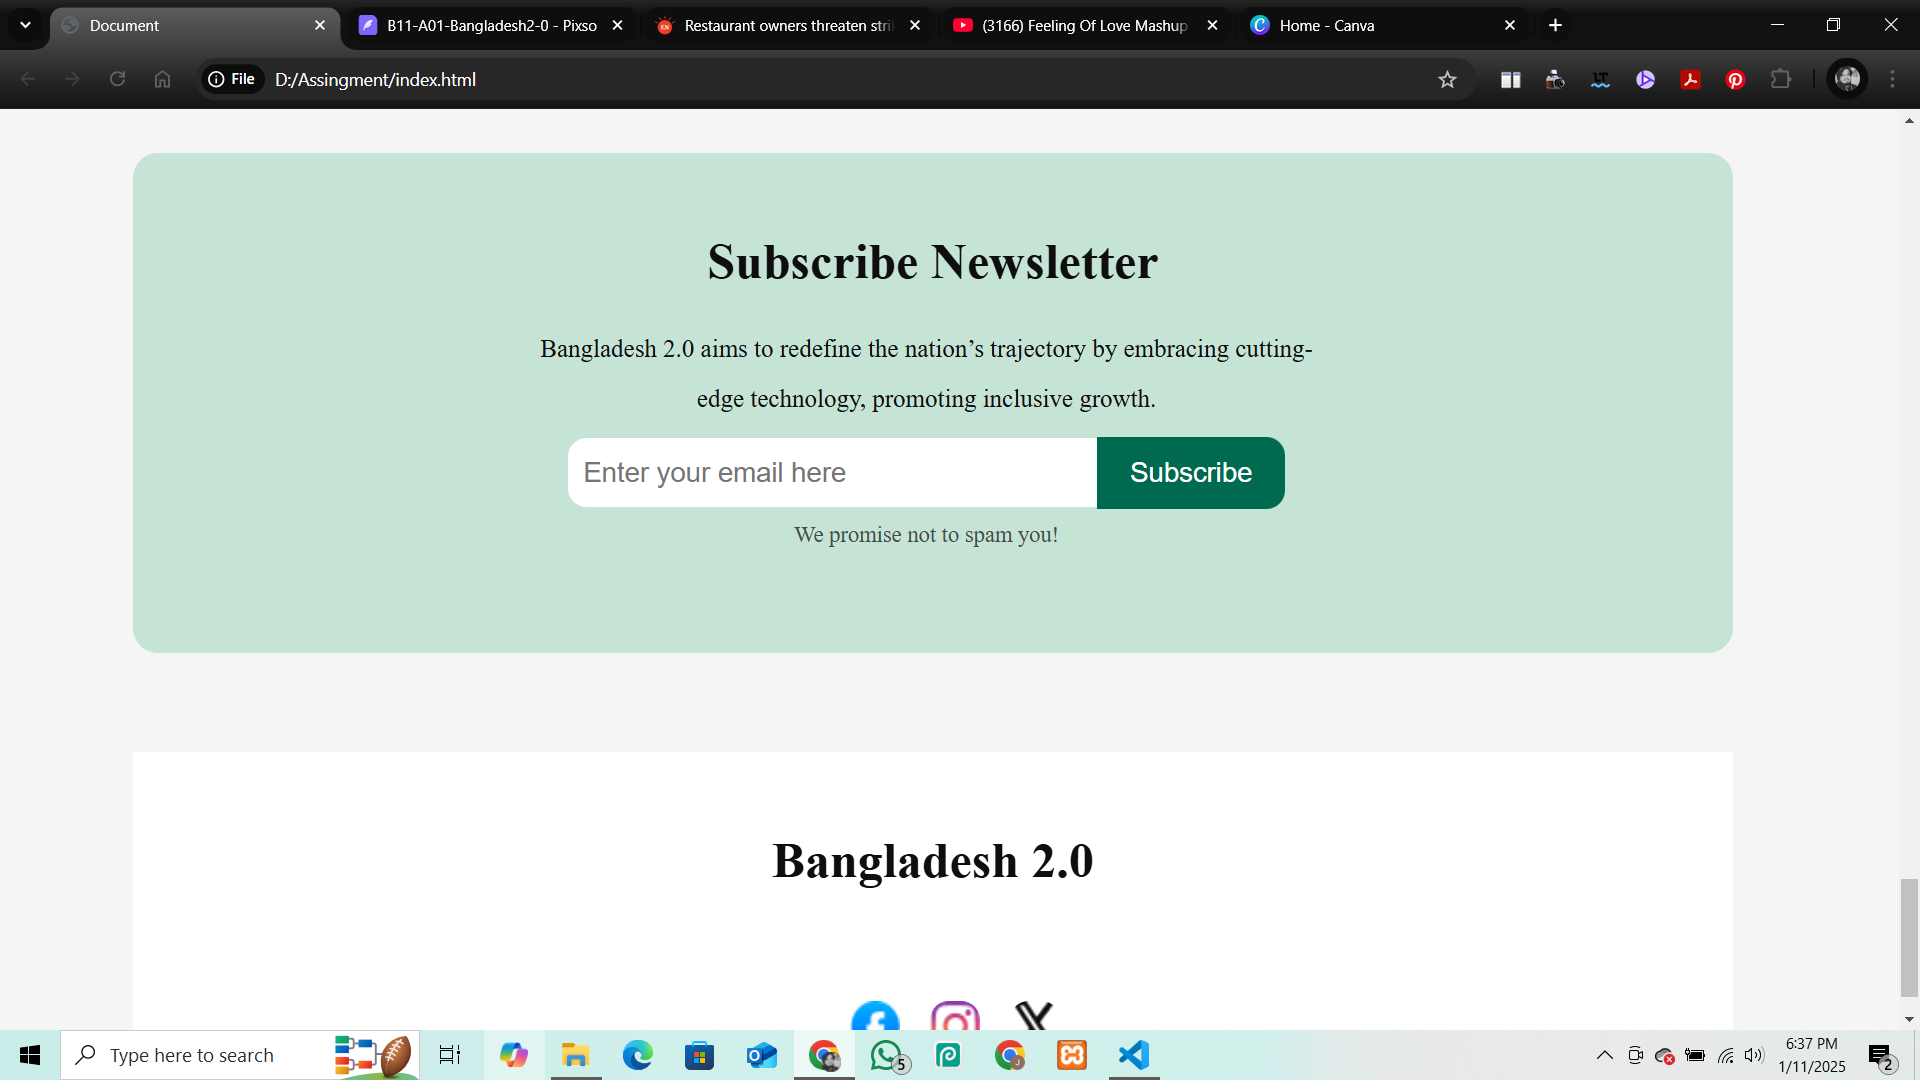 Document
B11-A01-Bangladesh2-0 - Pixso
Restaurant owners threaten stri
(3166) Feeling Of Love Mashup
Home - Canva
File
D:/Assingment/index.html
Subscribe Newsletter
Bangladesh 2.0 aims to redefine the nation’s trajectory by embracing cutting-
edge technology, promoting inclusive growth.
Enter your email here
Subscribe
We promise not to spam you!
Bangladesh 2.0
Type here to search
5
6:37 PM
1/11/2025
2